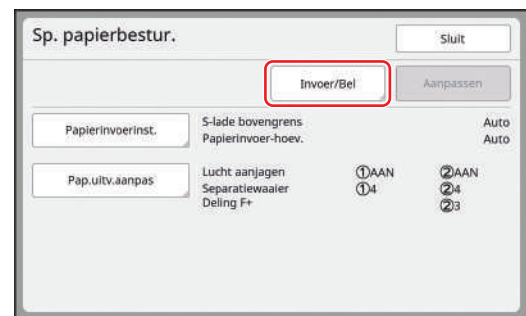 Sp. papierbestur.
Sluit
Invoer/Bel
Aanpassen
Papierinvoerinst.
S-lade bovengrens Auto
Papierinvoer-hoev. Auto
Pap.uitv.aanpas
Lucht aanjagen ①AAN ②AAN
Separatiewaaier ①4 ②4
Deling F+ ②3